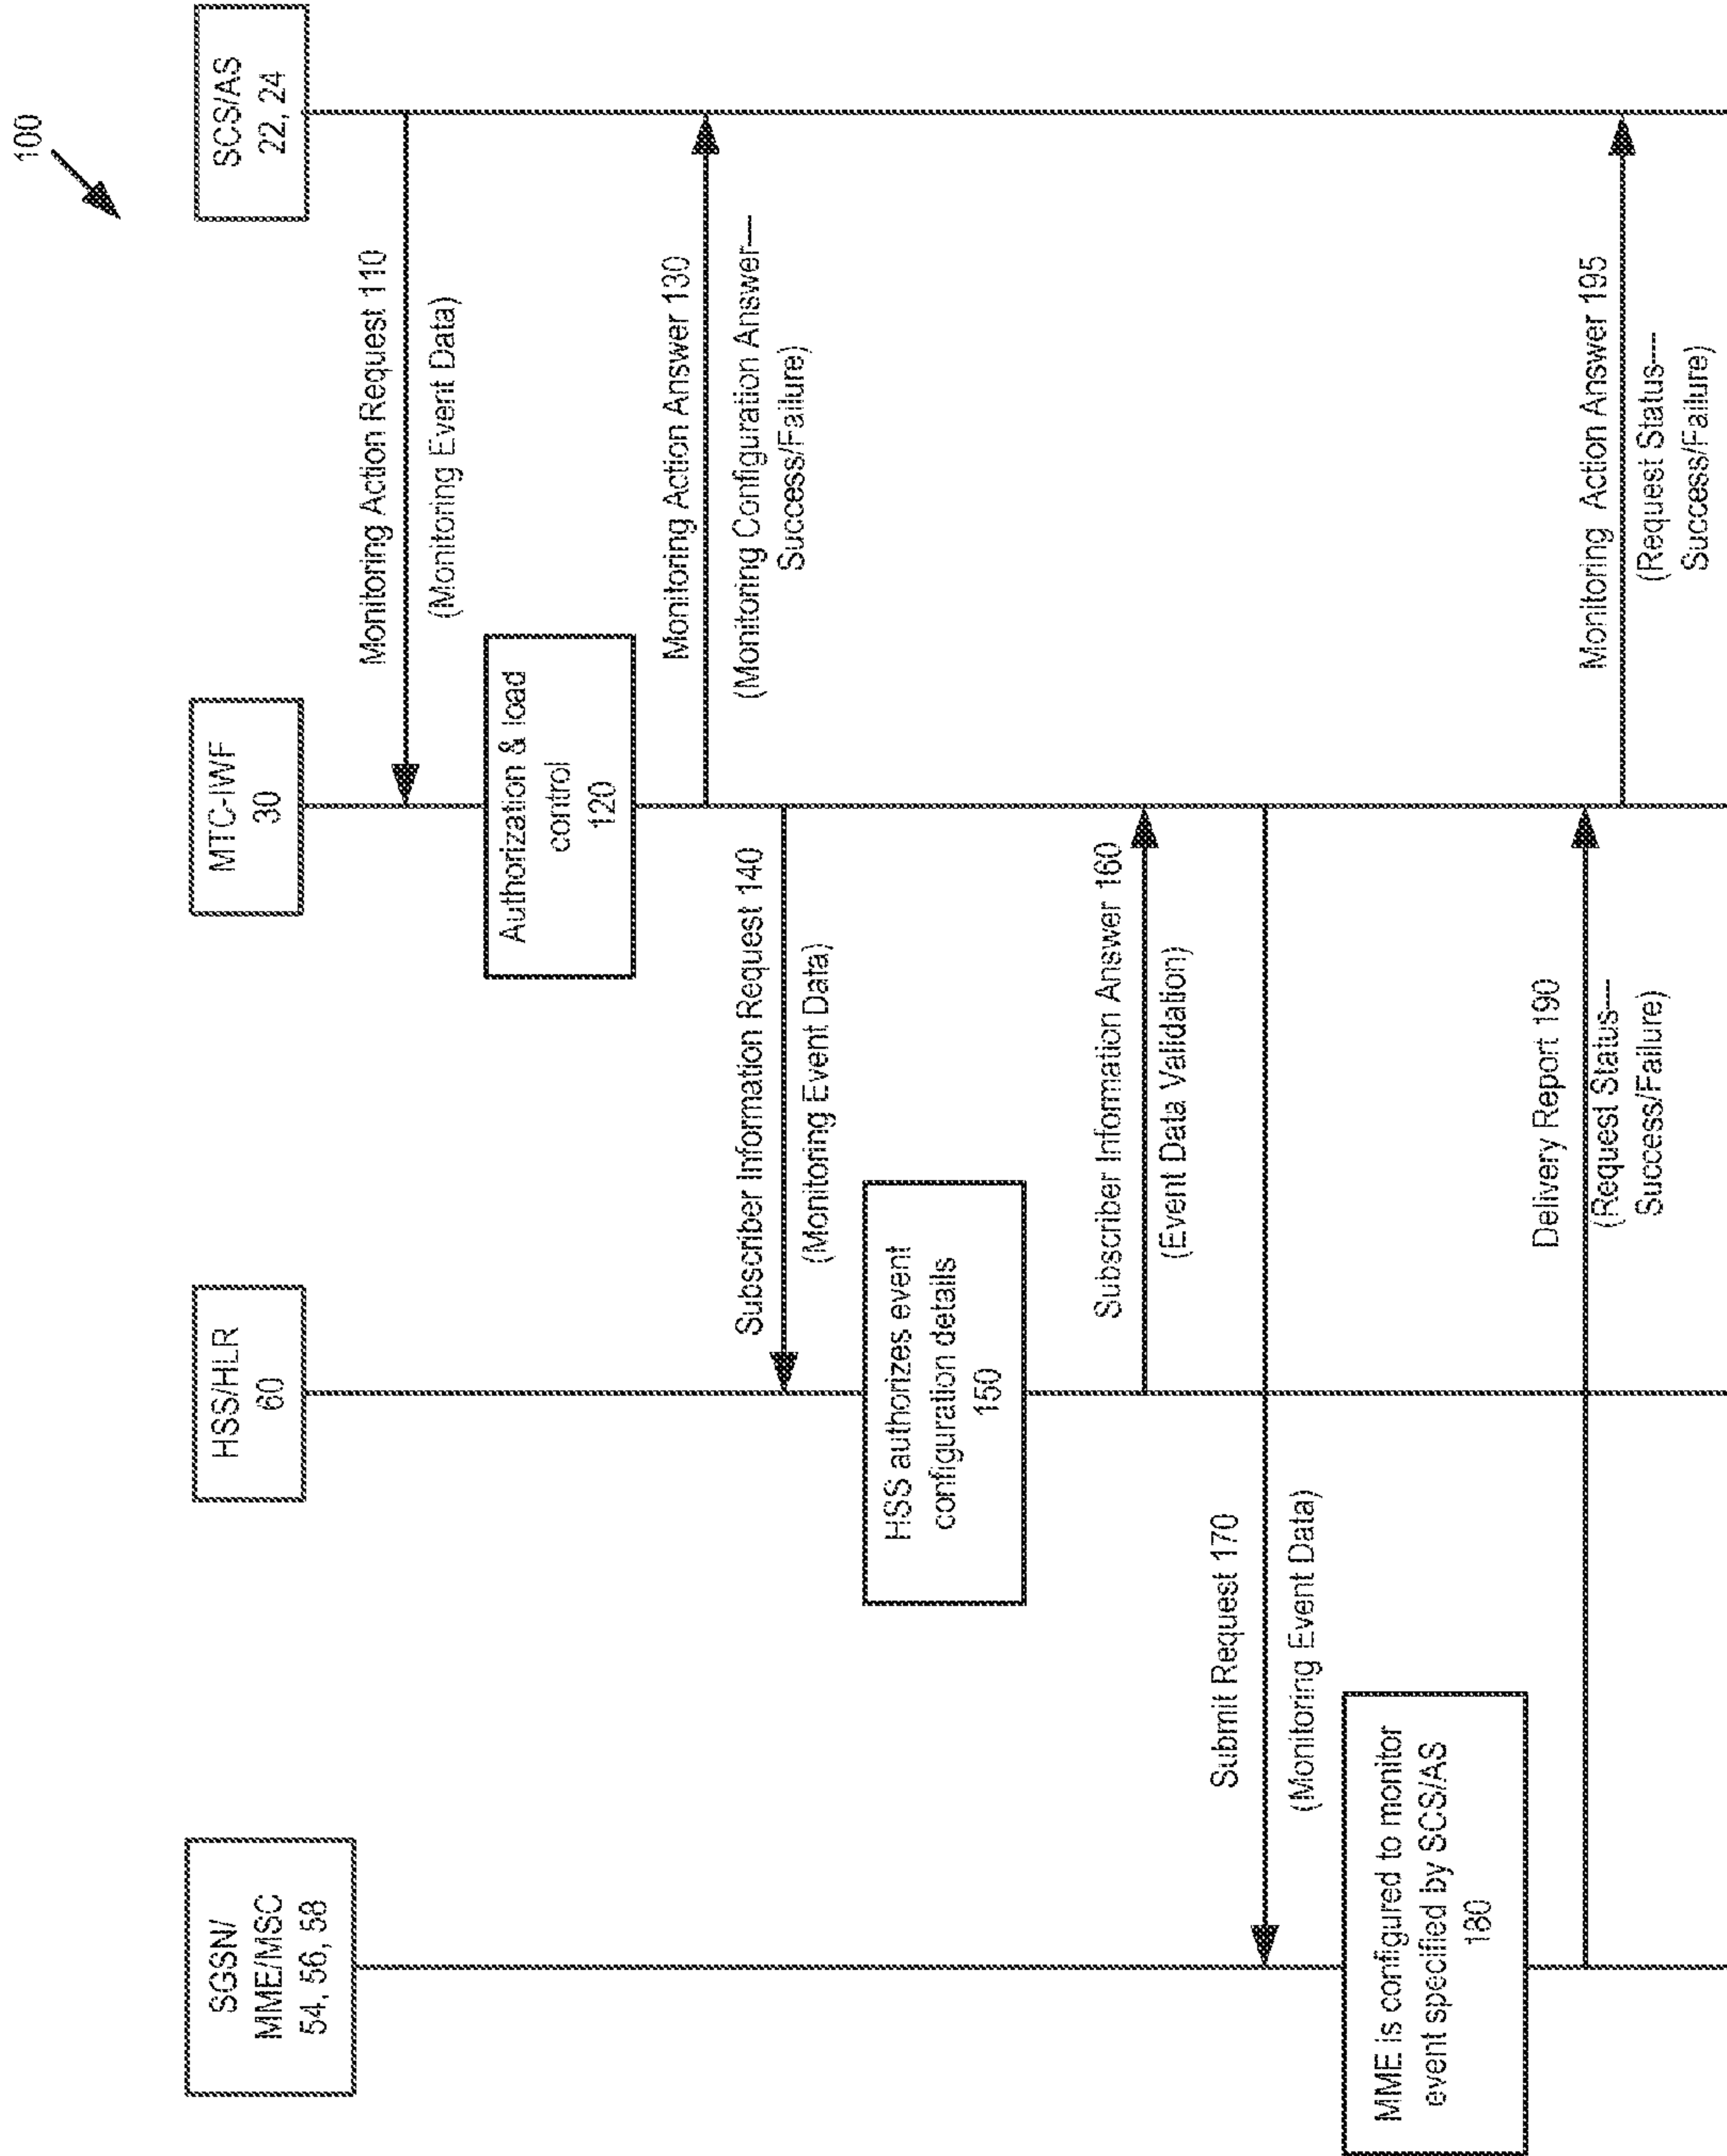 100
SGSN/
MME/MSC
54, 56, 58
HSS/HLR
60
MTC-IWF
30
SCS/AS
22, 24
Monitoring Action Request 110
(Monitoring Event Data)
Authorization & load
control
120
Monitoring Action Answer 130
(Monitoring Configuration Answer—
Success/Failure)
Subscriber Information Request 140
(Monitoring Event Data)
HSS authorizes event
configuration details
150
Subscriber Information Answer 160
(Event Data Validation)
Submit Request 170
(Monitoring Event Data)
MME is configured to monitor
event specified by SCS/AS
180
Delivery Report 190
(Request Status—
Success/Failure)
Monitoring Action Answer 195
(Request Status—
Success/Failure)